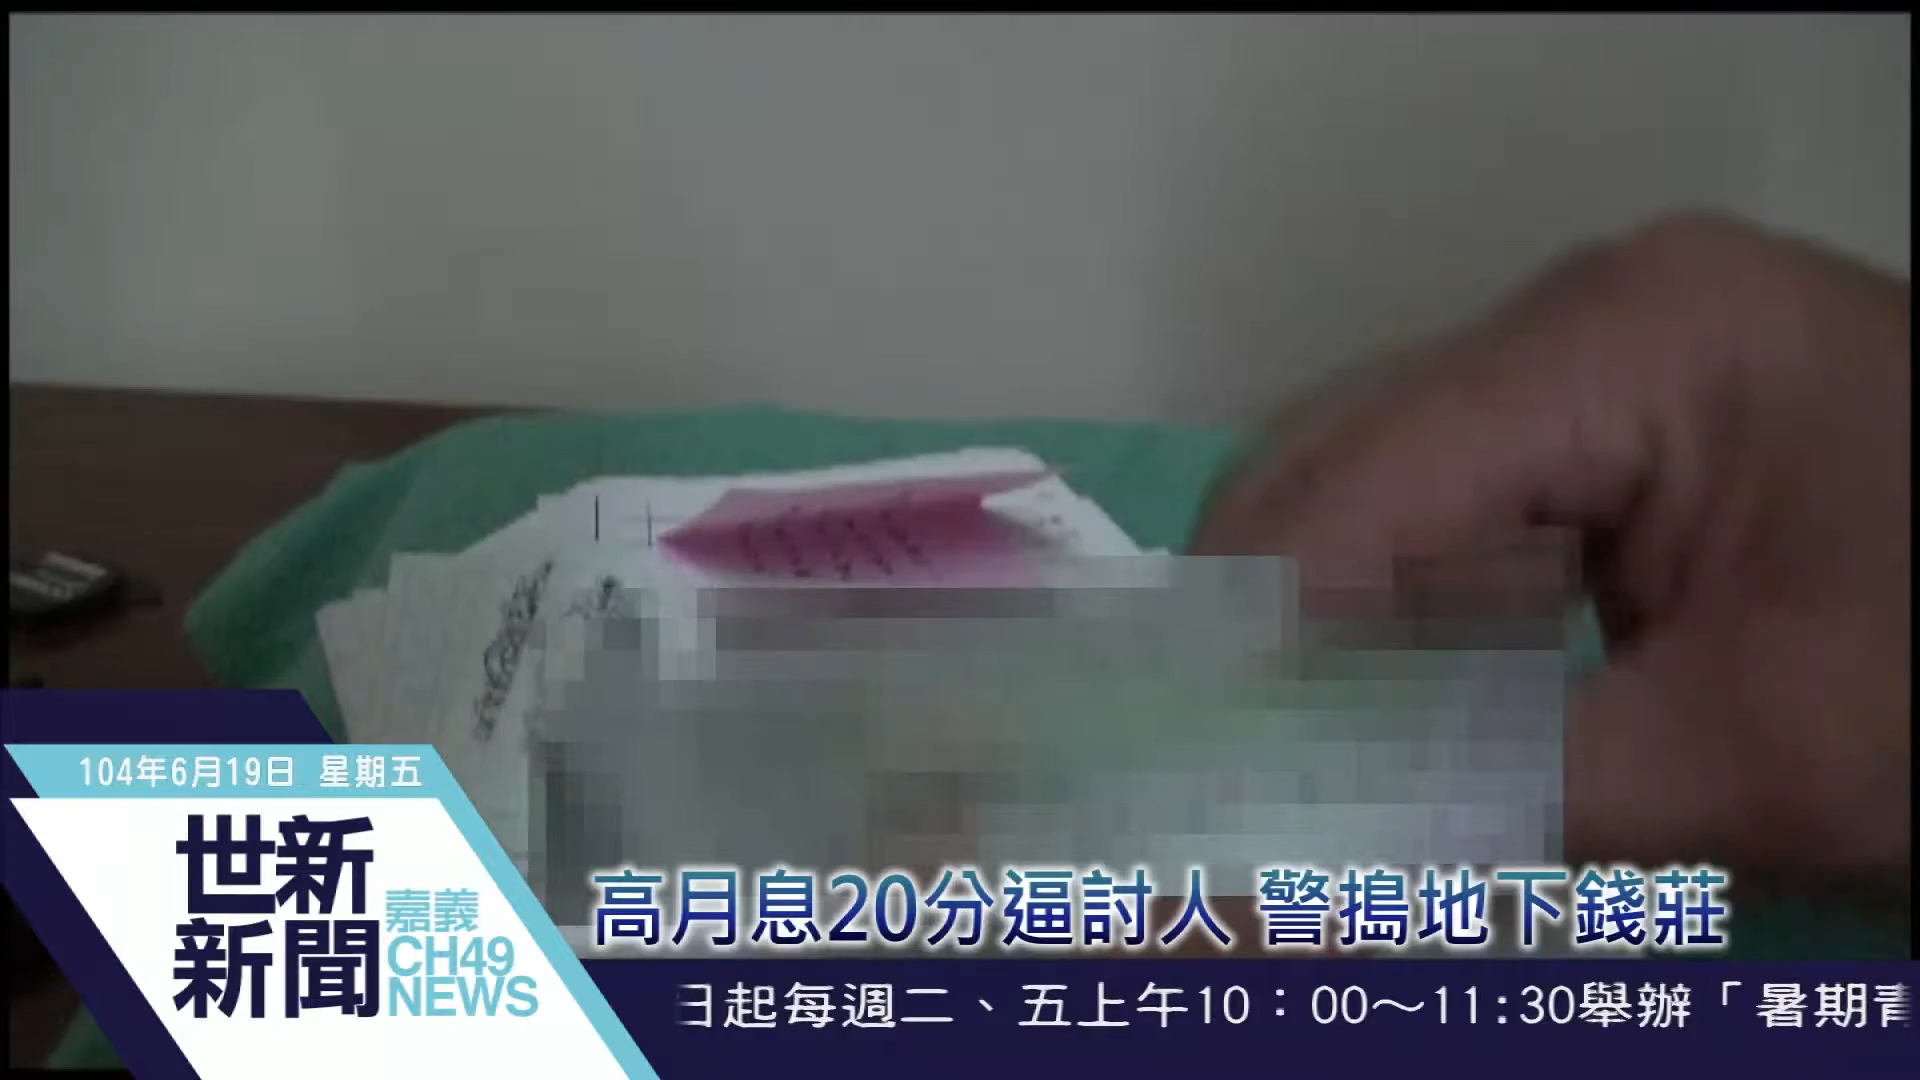 104年6月19日 星期五
世新
新聞
嘉義
CH49
NEWS
高月息20分逼討人 警搗地下錢莊
日起每週二、五上午10：00～11:30舉辦「暑期青